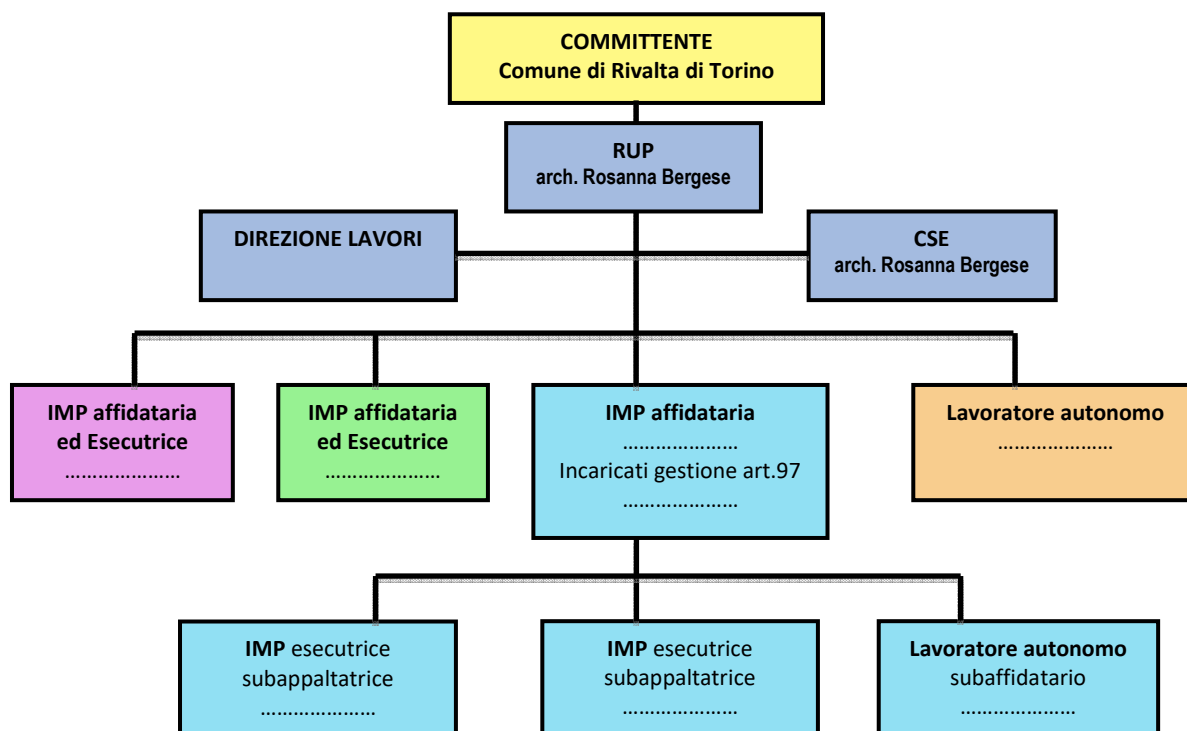 COMMITTENTE
Comune di Rivalta di Torino
RUP
arch. Rosanna Bergese
DIREZIONE LAVORI
CSE
arch. Rosanna Bergese
IMP affidataria
ed Esecutrice
…………………
IMP affidataria
ed Esecutrice
…………………
IMP affidataria
…………………
Incaricati gestione art.97
…………………
Lavoratore autonomo
…………………
IMP esecutrice
subappaltatrice
…………………
IMP esecutrice
subappaltatrice
…………………
Lavoratore autonomo
subaffidatario
…………………